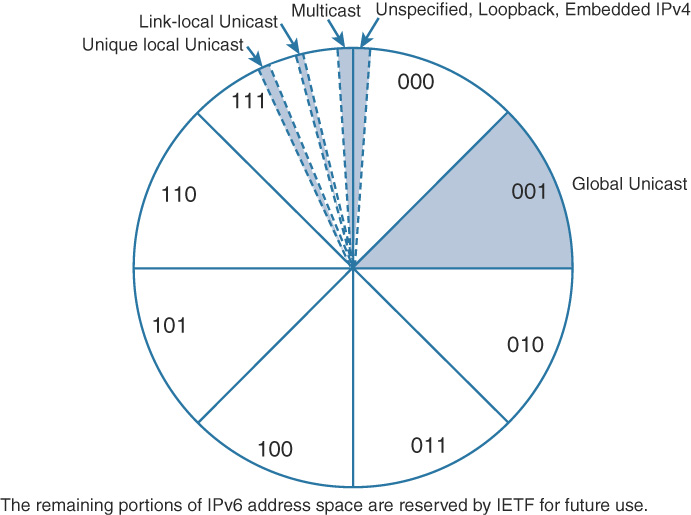 Unspecified, Loopback, Embedded IPv4
Multicast
Link-local Unicast
Unique local Unicast
000
111
001
Global Unicast
110
101
010
100
011
The remaining portions of IPv6 address space are reserved by IETF for future use.